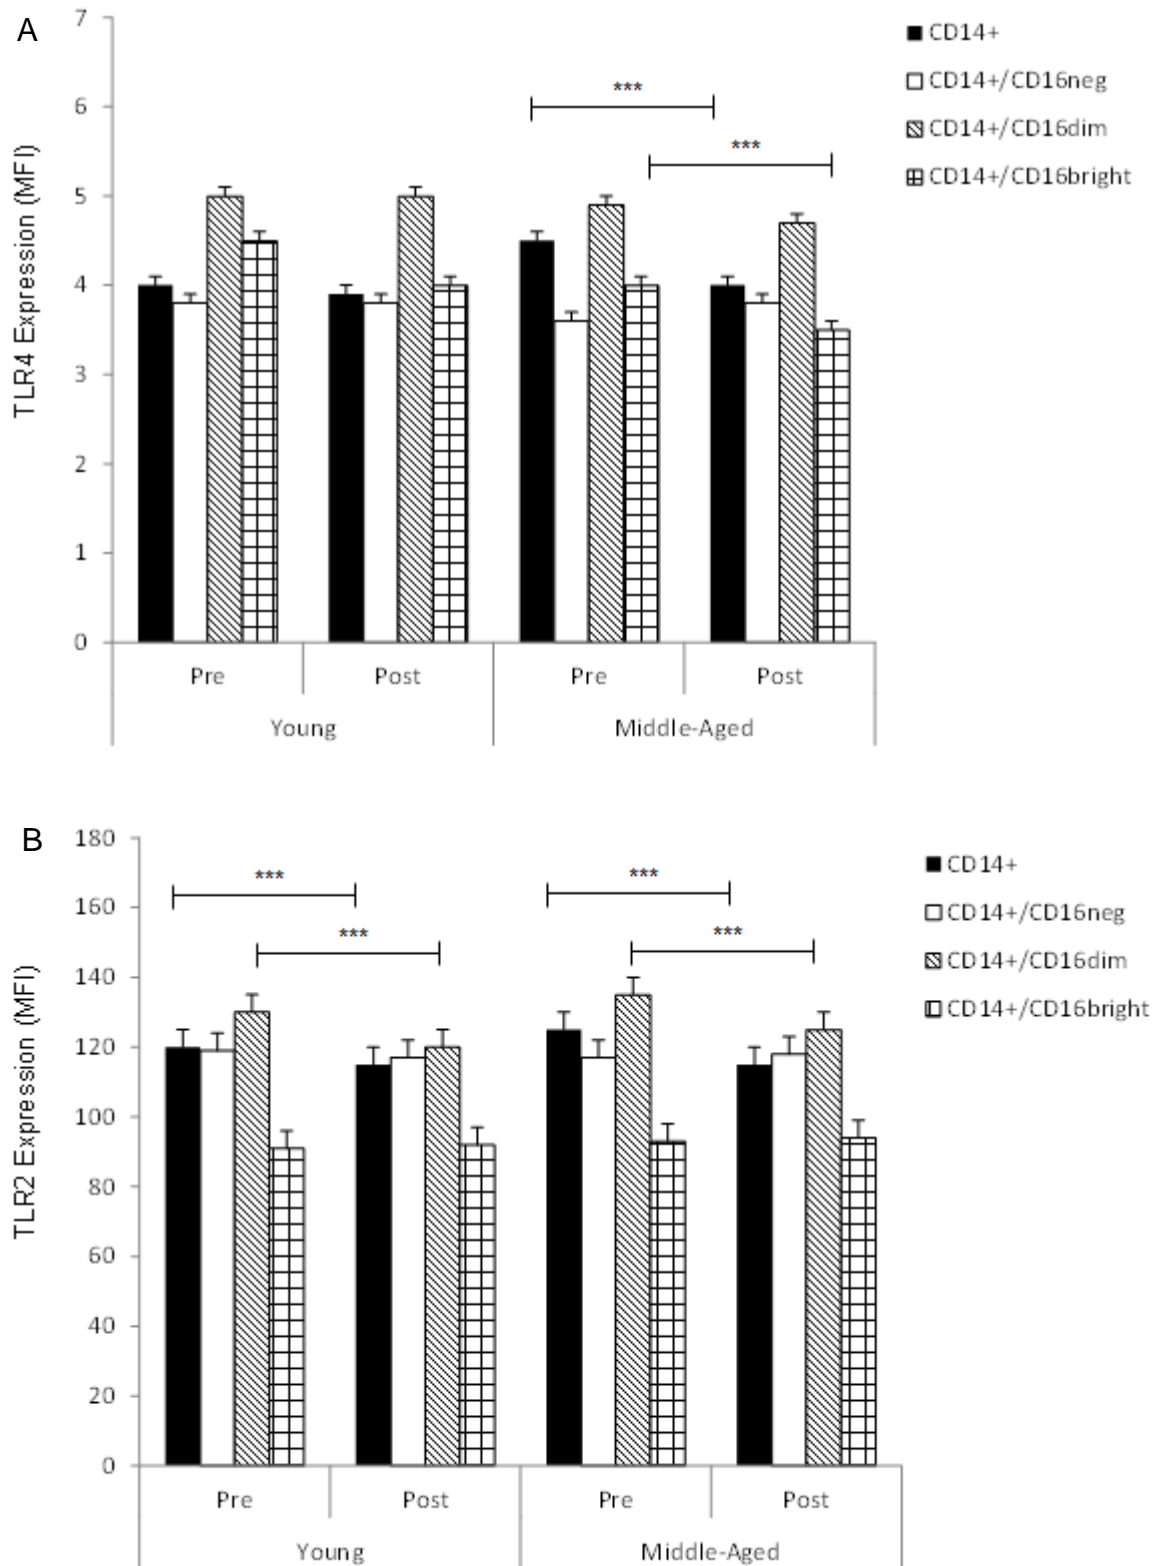 A
7
6
5
4
3
2
1
0
TLR4 Expression (MFI)
***
***
CD14+
CD14+/CD16neg
CD14+/CD16dim
CD14+/CD16bright
Pre Post Pre Post
Young Middle-Aged
B
180
160
140
120
100
80
60
40
20
0
TLR2 Expression (MFI)
*** ***
*** ***
CD14+
CD14+/CD16neg
CD14+/CD16dim
CD14+/CD16bright
Pre Post Pre Post
Young Middle-Aged